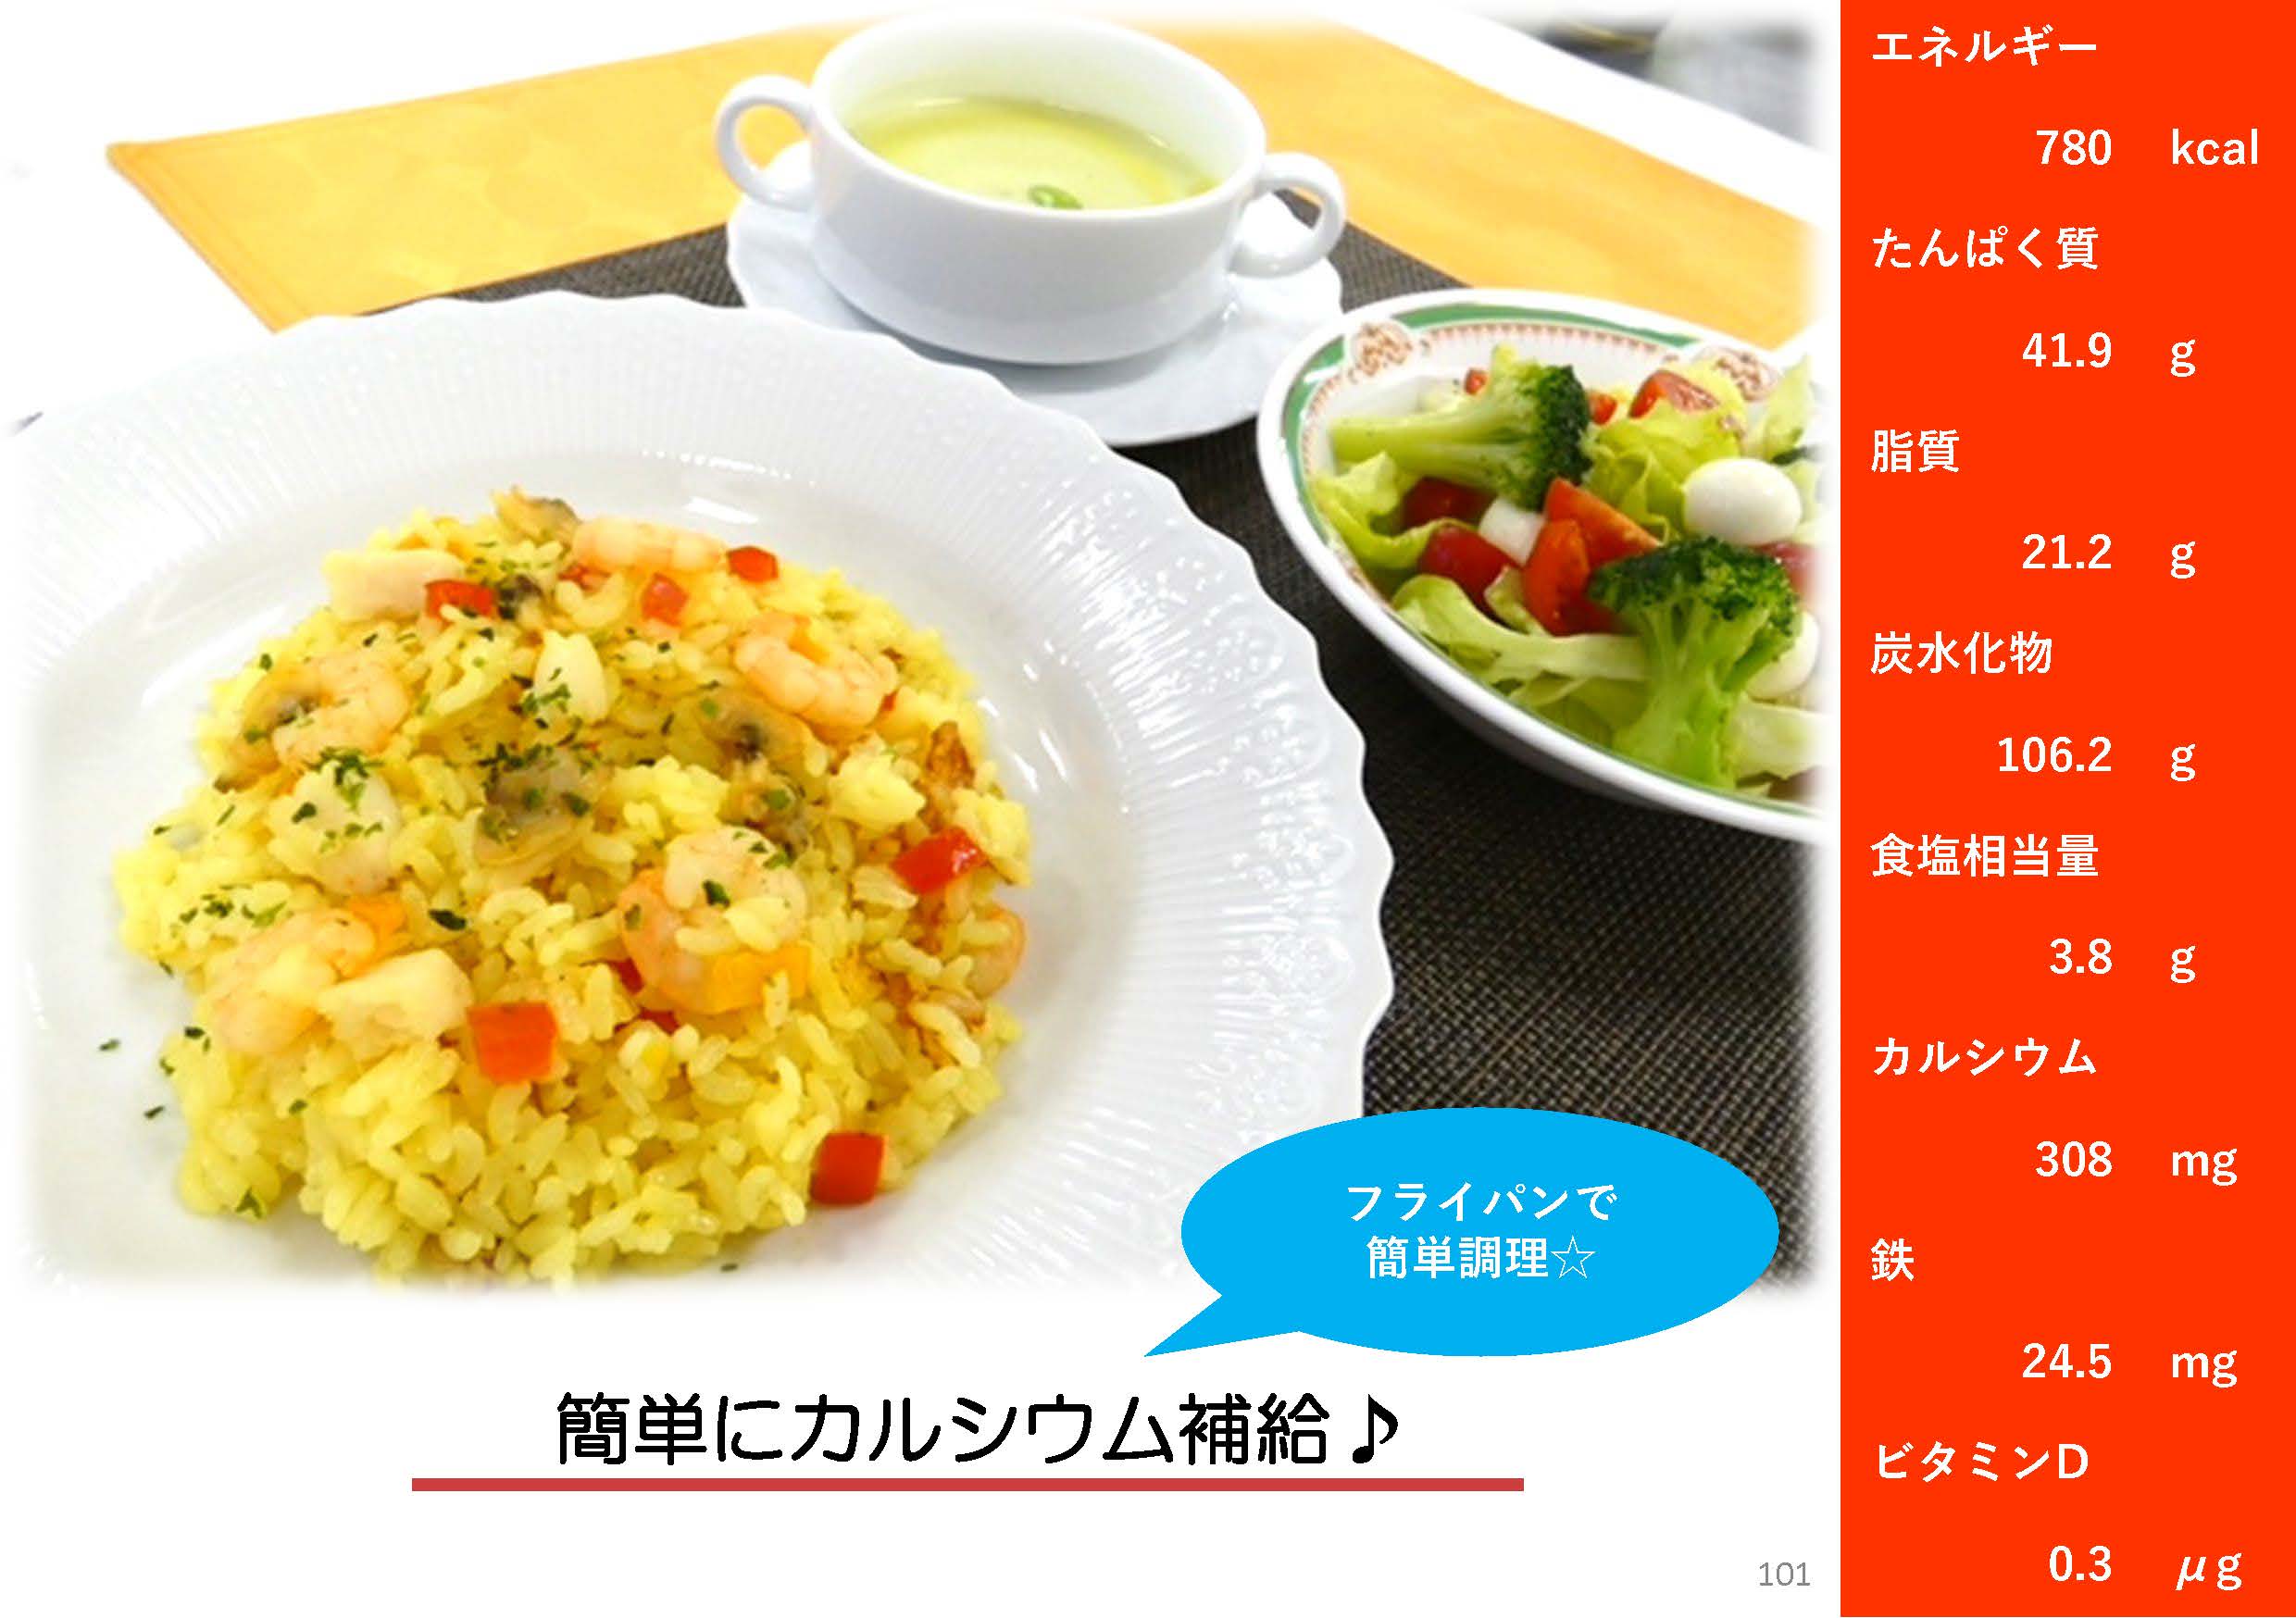 エネルギー
780 kcal
たんぱく質
41.9 g
脂質
21.2 g
炭水化物
106.2 g
食塩相当量
3.8 g
カルシウム
308 mg
鉄
24.5 mg
ビタミンD
0.3 μg
フライパンで
簡単調理☆
簡単にカルシウム補給♪
101